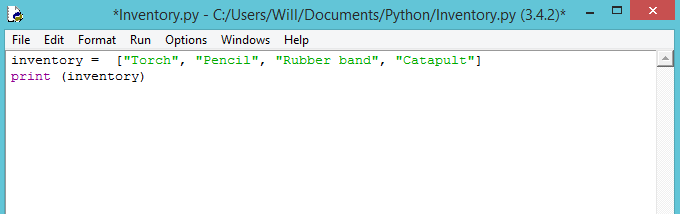 *Inventory.py - C:/Users/Will/Documents/Python/Inventory.py (3.4.2)*
File Edit Format Run Options Windows Help
inventory =  ["Torch", "Pencil", "Rubber band", "Catapult"]
print (inventory)